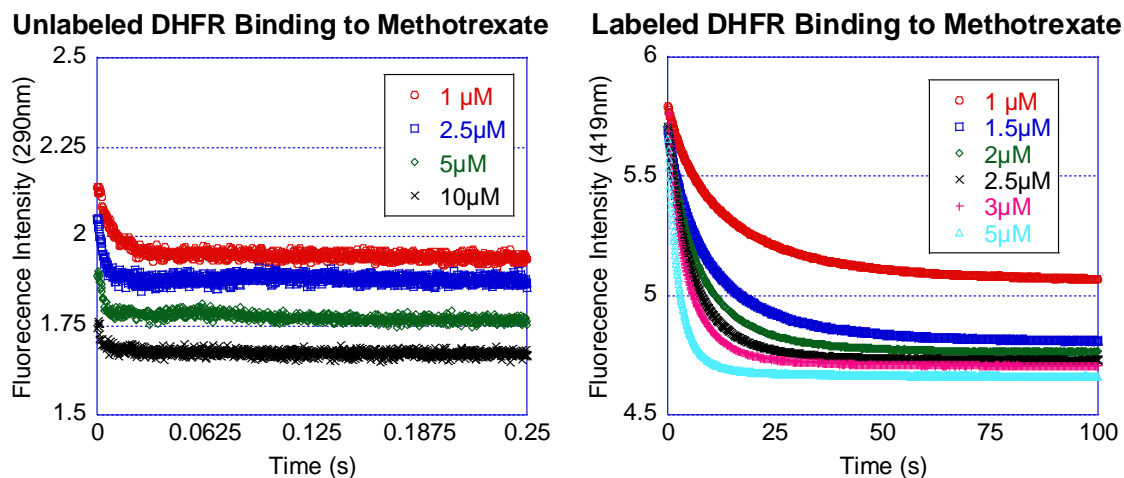 Unlabeled DHFR Binding to Methotrexate
Fluorecence Intensity (290nm)
2.5
2.25
2
1.75
1.5
1 µM
2.5µM
5µM
10µM
0
0.0625
0.125
0.1875
0.25
Time (s)
Labeled DHFR Binding to Methotrexate
Fluorecence Intensity (419nm)
6
5.5
5
4.5
1 µM
1.5µM
2µM
2.5µM
3µM
5µM
0
25
50
75
100
Time (s)